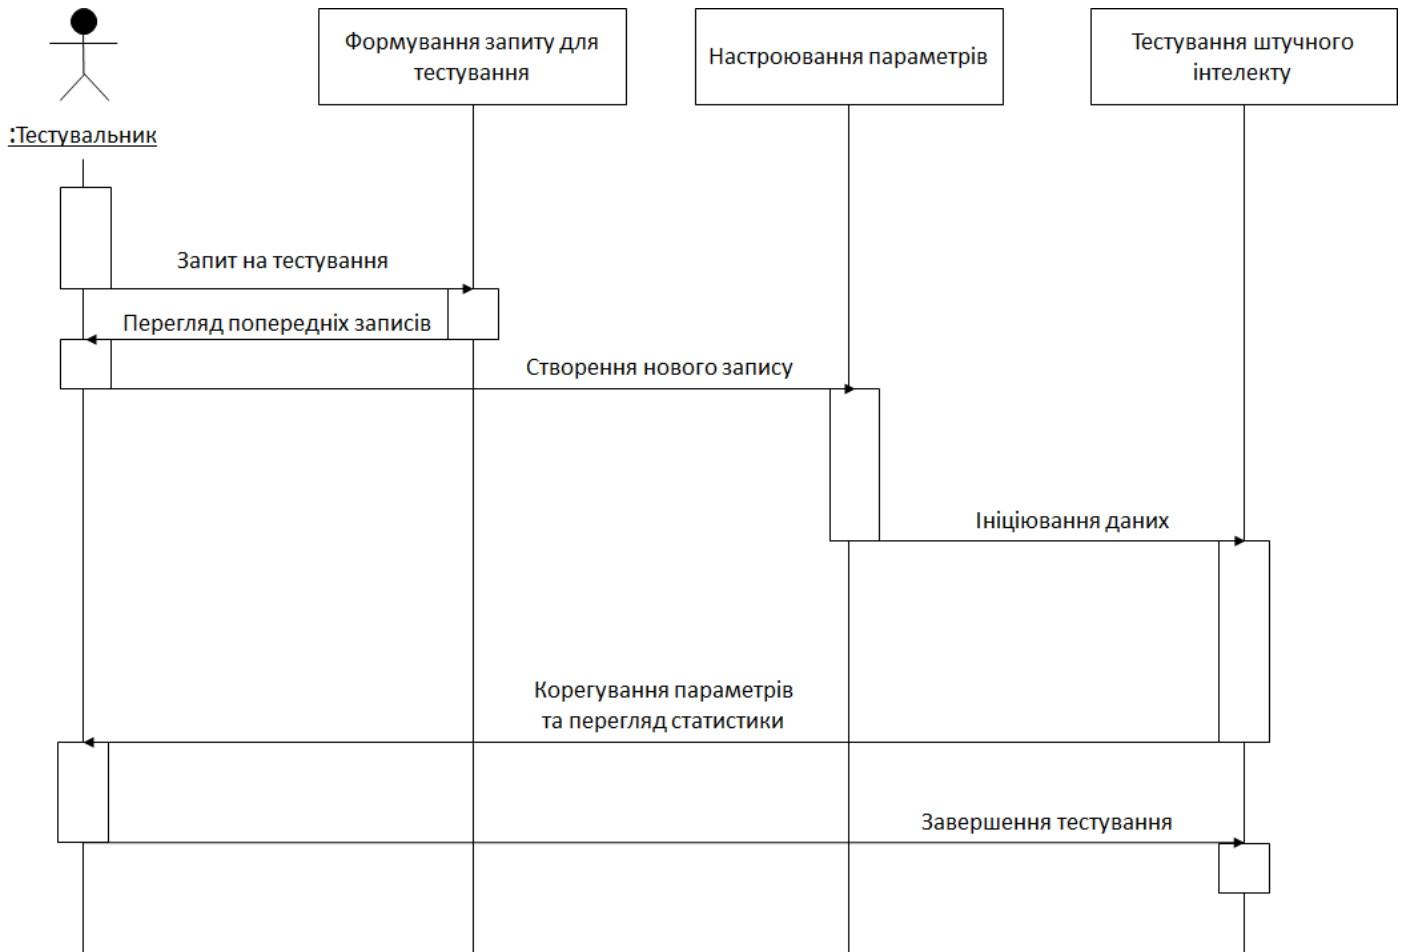 Формування запиту для
тестування
Настроювання параметрів
Тестування штучного
інтелекту
:Тестувальник
Запит на тестування
Перегляд попередніх записів
Створення нового запису
Ініціювання даних
Корегування параметрів
та перегляд статистики
Завершення тестування